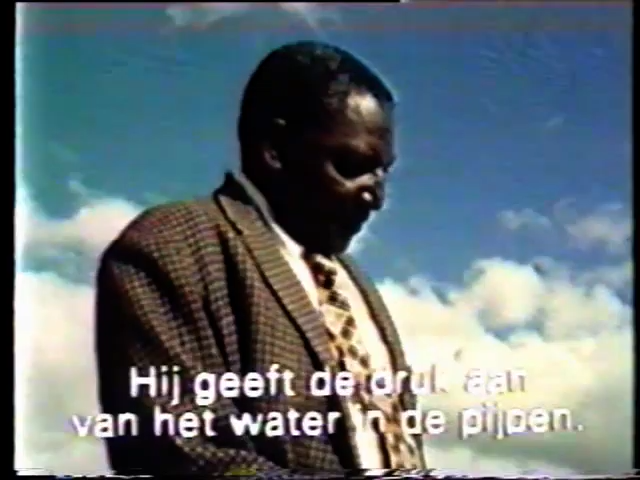 Hij geeft de druk aan
van het water in de pijpen.